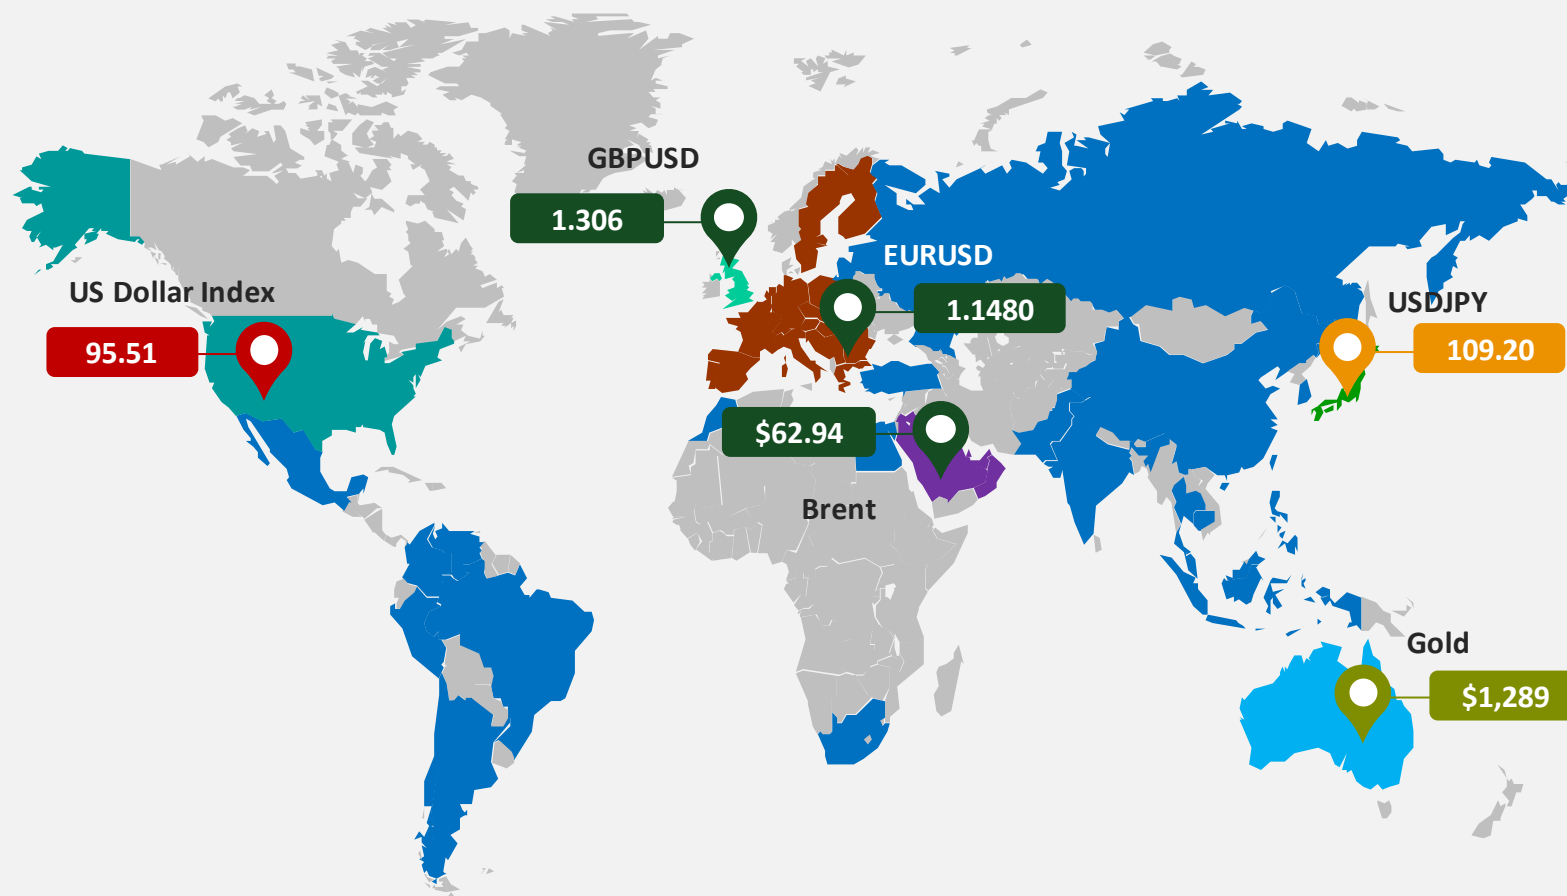 GBPUSD
1.306
EURUSD
1.1480
US Dollar Index
95.51
USDJPY
109.20
$62.94
Brent
Gold
$1,289